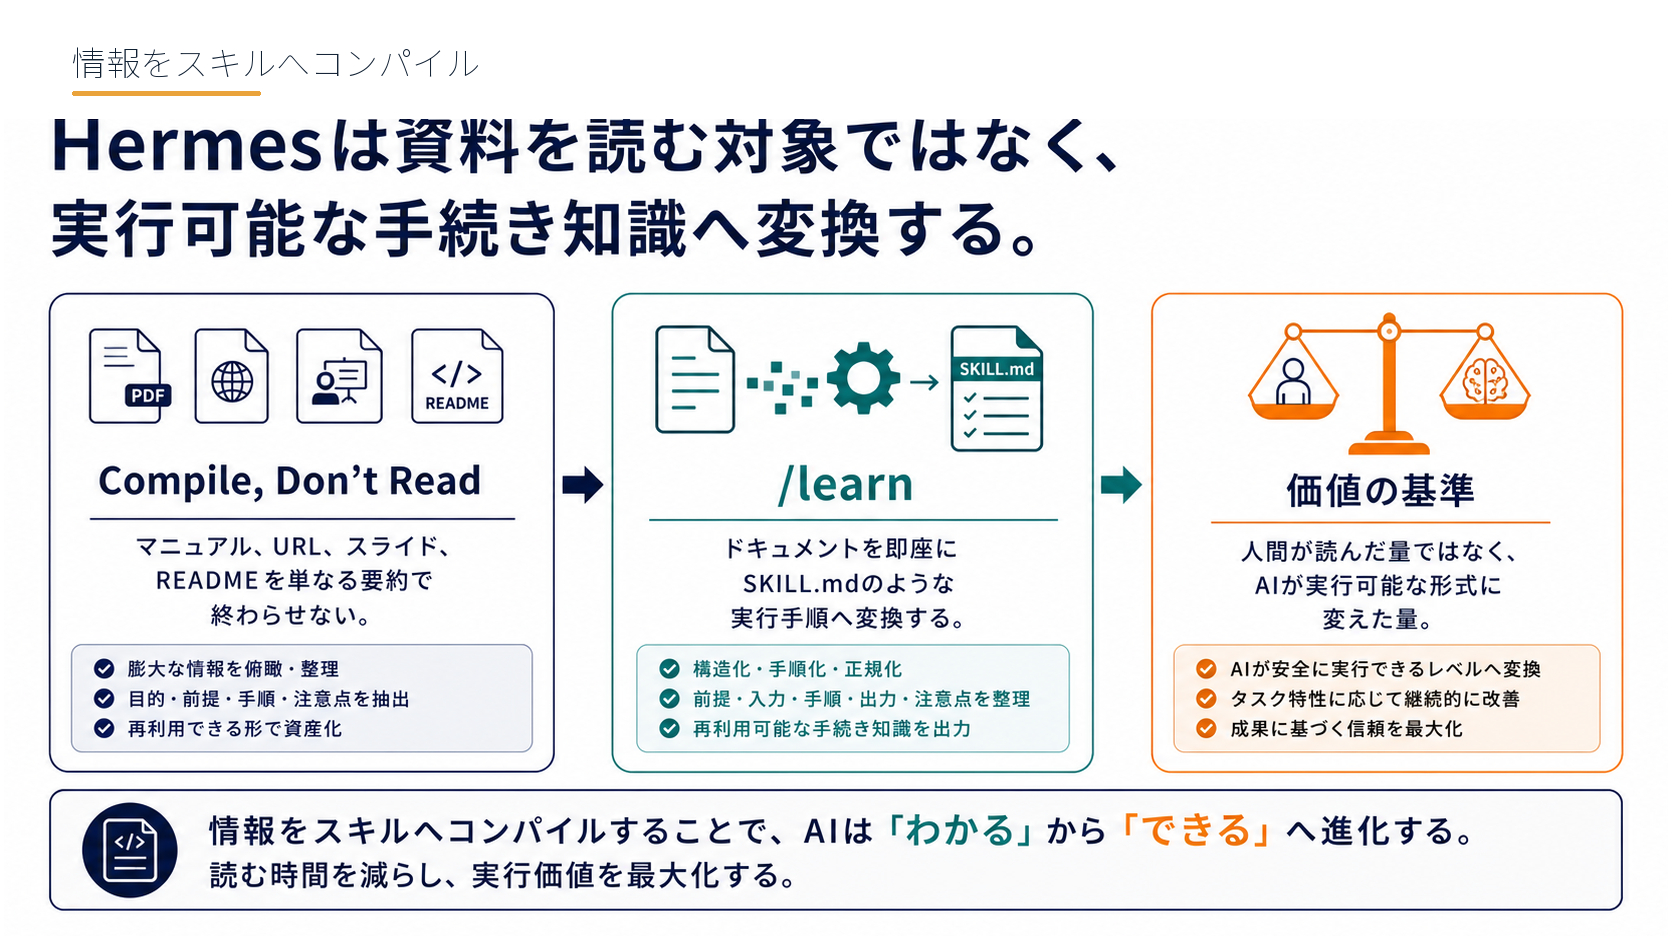 情報をスキルへコンパイル
Hermesは資料を読む対象ではなく、
実行可能な手続き知識へ変換する。
PDF
</>
README
Compile, Don't Read
マニュアル、URL、スライド、
READMEを単なる要約で
終わらせない。
膨大な情報を俯瞰・整理
目的・前提・手順・注意点を抽出
再利用できる形で資産化
SKILL.md
/learn
ドキュメントを即座に
SKILL.mdのような
実行手順へ変換する。
構造化・手順化・正規化
前提・入力・手順・出力・注意点を整理
再利用可能な手続き知識を出力
価値の基準
人間が読んだ量ではなく、
AIが実行可能な形式に
変えた量。
AIが安全に実行できるレベルへ変換
タスク特性に応じて継続的に改善
成果に基づく信頼を最大化
</>
情報をスキルへコンパイルすることで、AIは「わかる」から「できる」へ進化する。
読む時間を減らし、実行価値を最大化する。